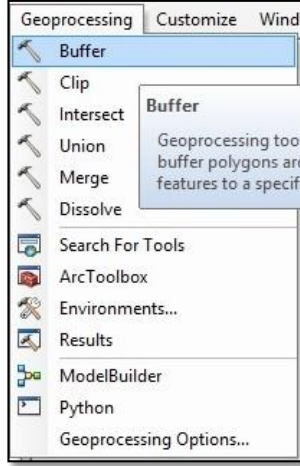 Geoprocessing Customize Wind
Buffer
Clip
Intersect
Union
Merge
Dissolve
Buffer
Geoprocessing too
buffer polygons are
features to a specif
Search For Tools
ArcToolbox
Environments...
Results
ModelBuilder
Python
Geoprocessing Options...